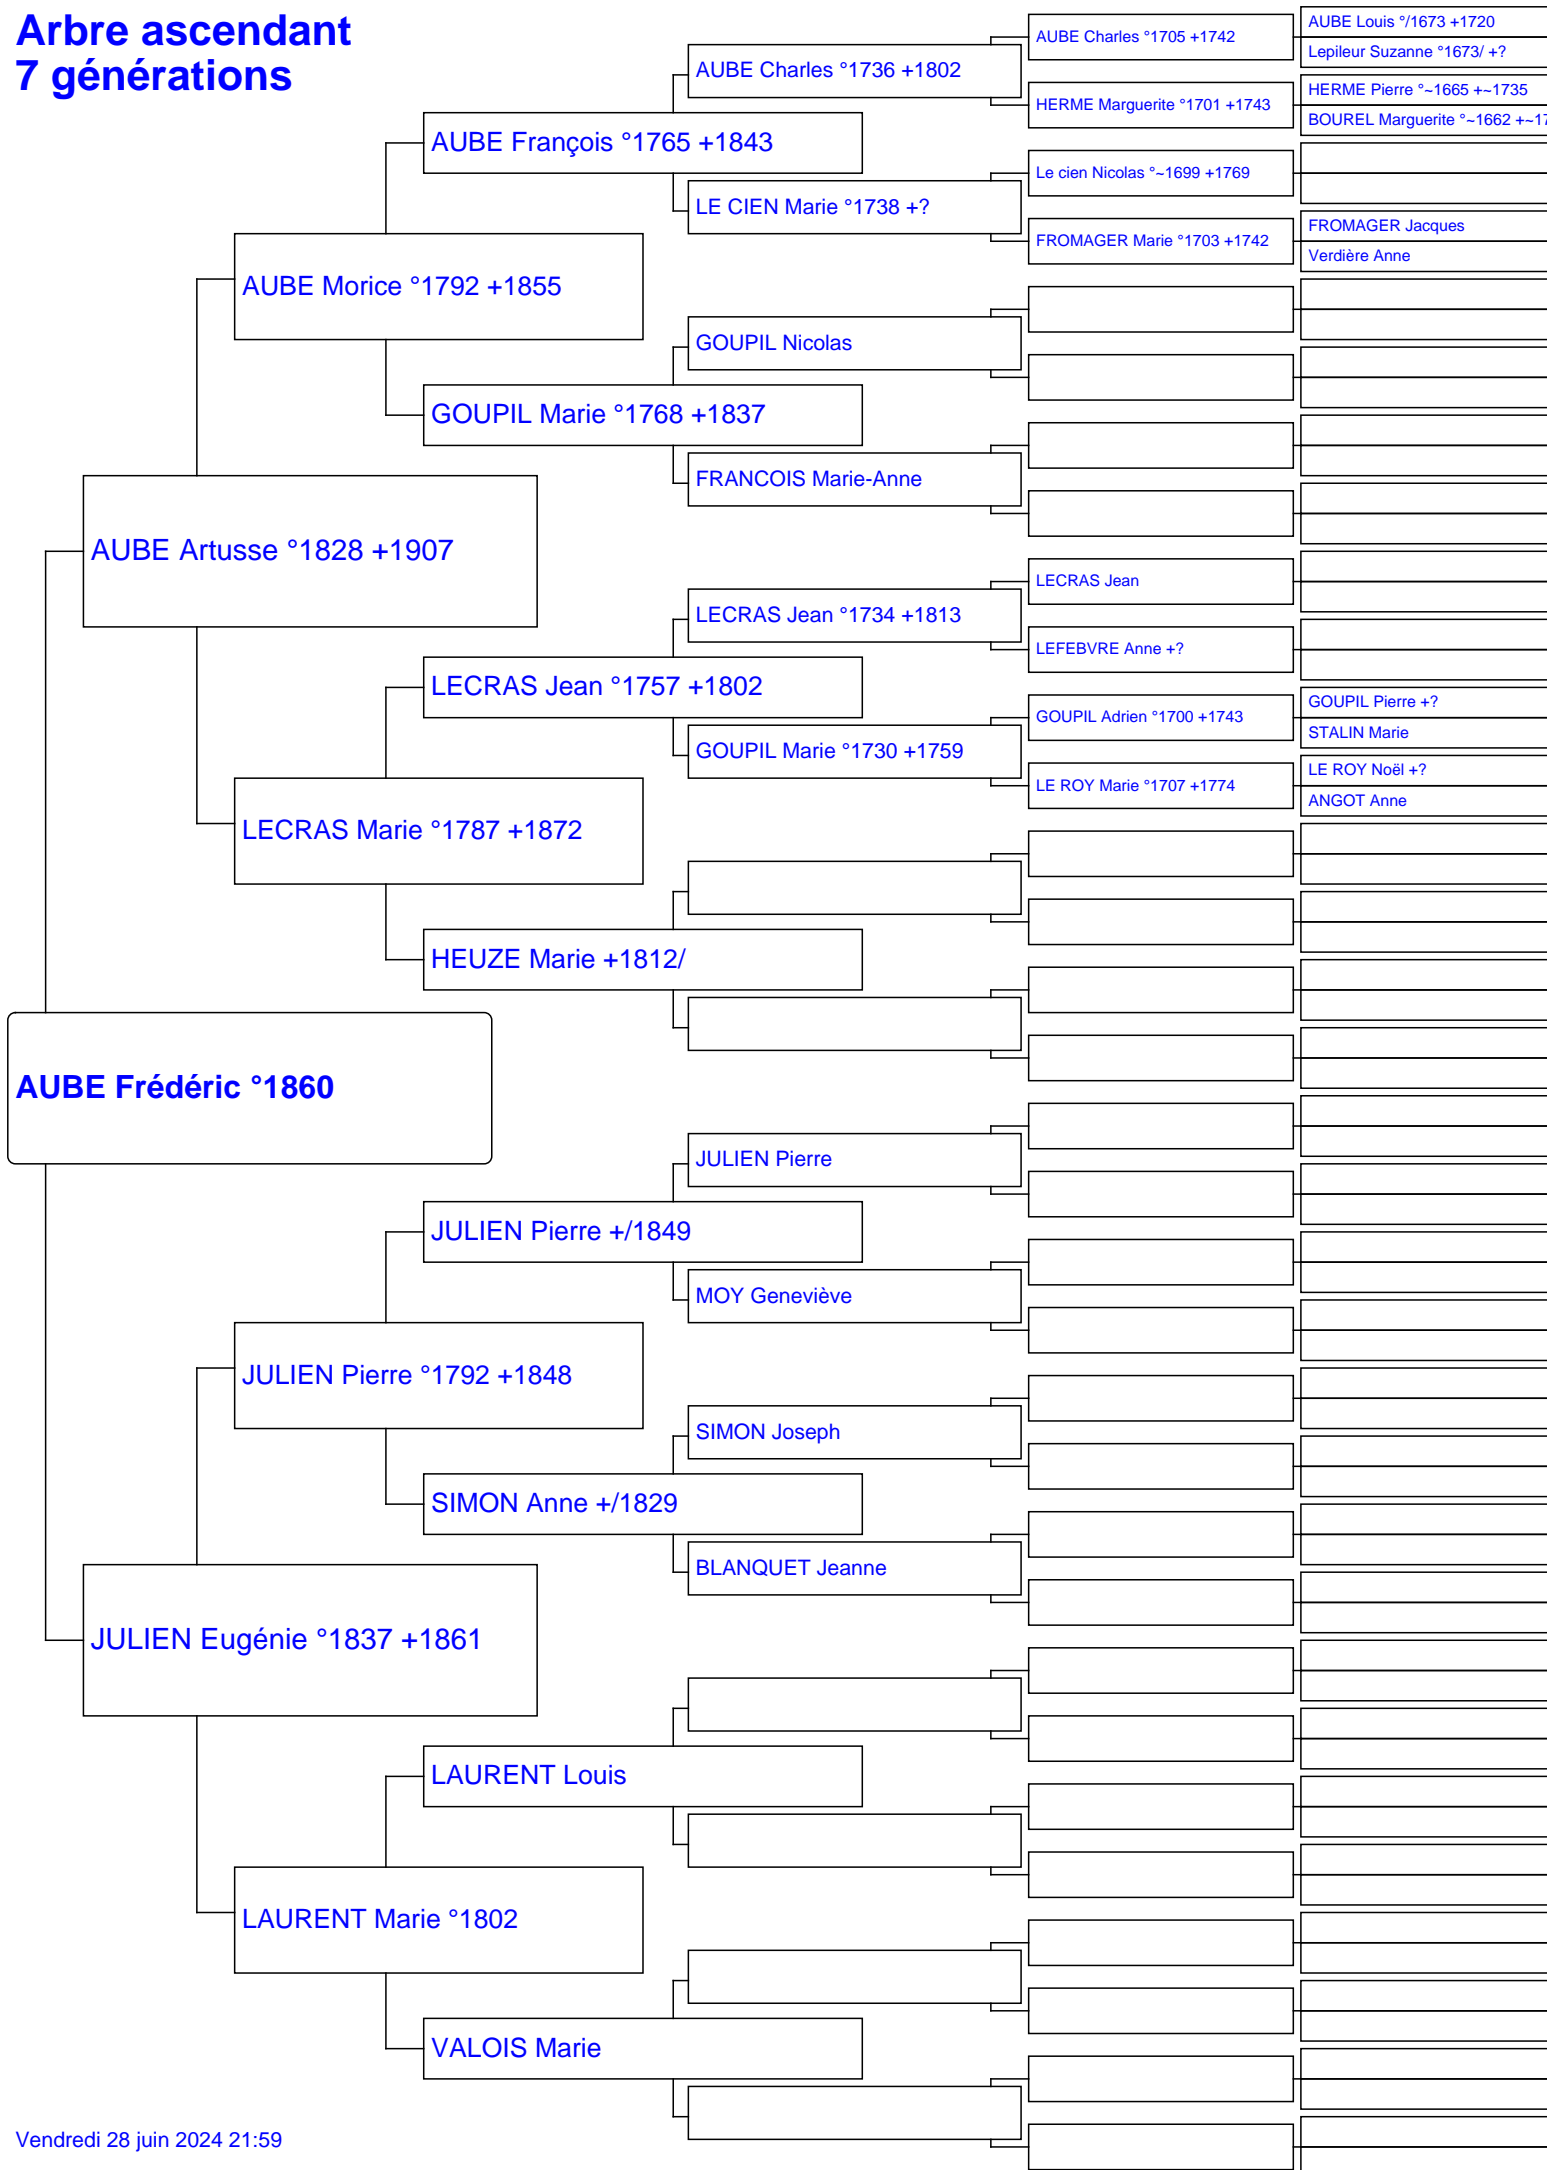 Arbre ascendant
7 générations
AUBE Frédéric °1860
AUBE Artusse °1828 +1907
JULIEN Eugénie °1837 +1861
AUBE Morice °1792 +1855
LECRAS Marie °1787 +1872
JULIEN Pierre °1792 +1848
LAURENT Marie °1802
AUBE François °1765 +1843
GOUPIL Marie °1768 +1837
LECRAS Jean °1757 +1802
HEUZE Marie +1812/
JULIEN Pierre +/1849
SIMON Anne +/1829
LAURENT Louis
VALOIS Marie
AUBE Charles °1736 +1802
LE CIEN Marie °1738 +?
GOUPIL Nicolas
FRANCOIS Marie-Anne
LECRAS Jean °1734 +1813
GOUPIL Marie °1730 +1759
JULIEN Pierre
MOY Geneviève
SIMON Joseph
BLANQUET Jeanne
AUBE Charles °1705 +1742
HERME Marguerite °1701 +1743
Le cien Nicolas °~1699 +1769
FROMAGER Marie °1703 +1742
LECRAS Jean
LEFEBVRE Anne +?
GOUPIL Adrien °1700 +1743
LE ROY Marie °1707 +1774
AUBE Louis °/1673 +1720
Lepileur Suzanne °1673/ +?
HERME Pierre °~1665 +~1735
BOUREL Marguerite °~1662 +~17
FROMAGER Jacques
Verdière Anne
GOUPIL Pierre +?
STALIN Marie
LE ROY Noël +?
ANGOT Anne
Vendredi 28 juin 2024 21:59